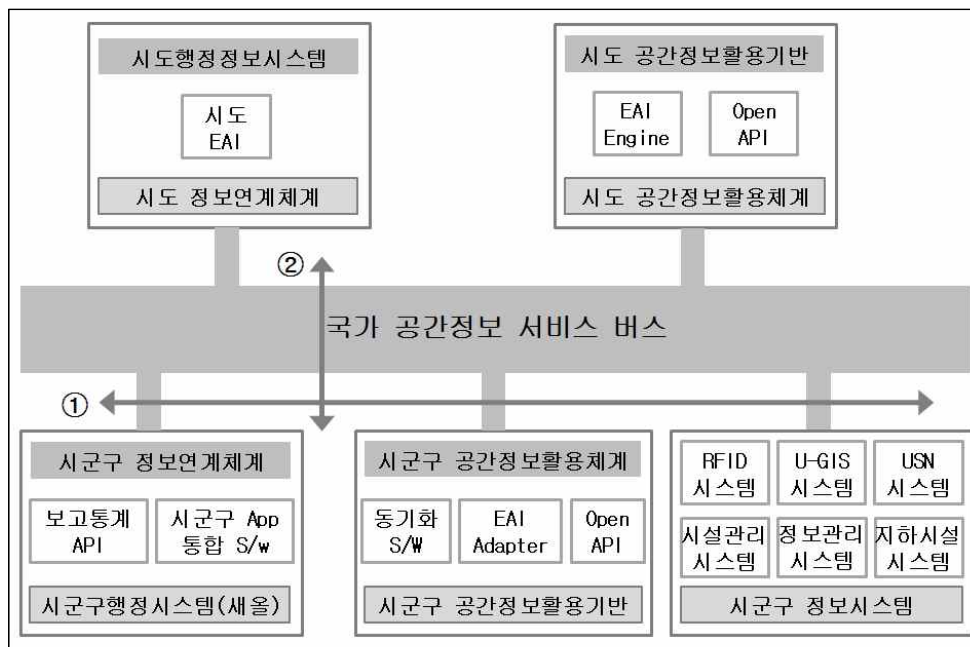 시도행정정보시스템
시도
EAI
시도 정보연계체계
시도 공간정보활용기반
EAI
Engine
Open
API
시도 공간정보활용체계
②
국가 공간정보 서비스 버스
①
시군구 정보연계체계
보고통계
API
시군구 App
통합 S/w
시군구행정시스템(새올)
시군구 공간정보활용체계
동기화
S/W
EAI
Adapter
Open
API
시군구 공간정보활용기반
RFID
시스템
U-GIS
시스템
USN
시스템
시설관리
시스템
정보관리
시스템
지하시설
시스템
시군구 정보시스템